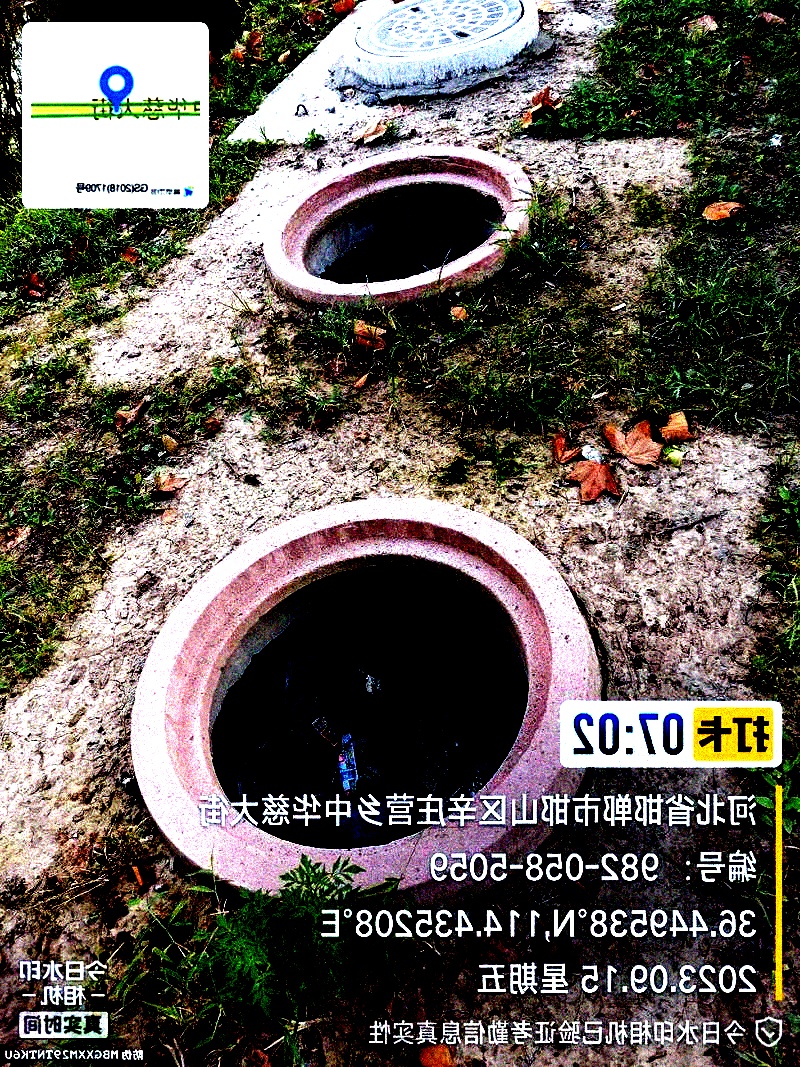 中华慈大街
GS(2018)1709号
打卡 07:02
河北省邯郸市邯山区辛庄营乡中华慈大街
编号： 982-058-5059
36.449538°N,114.435208°E
2023.09.15 星期五
今日水印相机已验证考勤信息真实性
今日水印
– 相机 –
真实时间
防伪 MBGXXM29TNTK6U